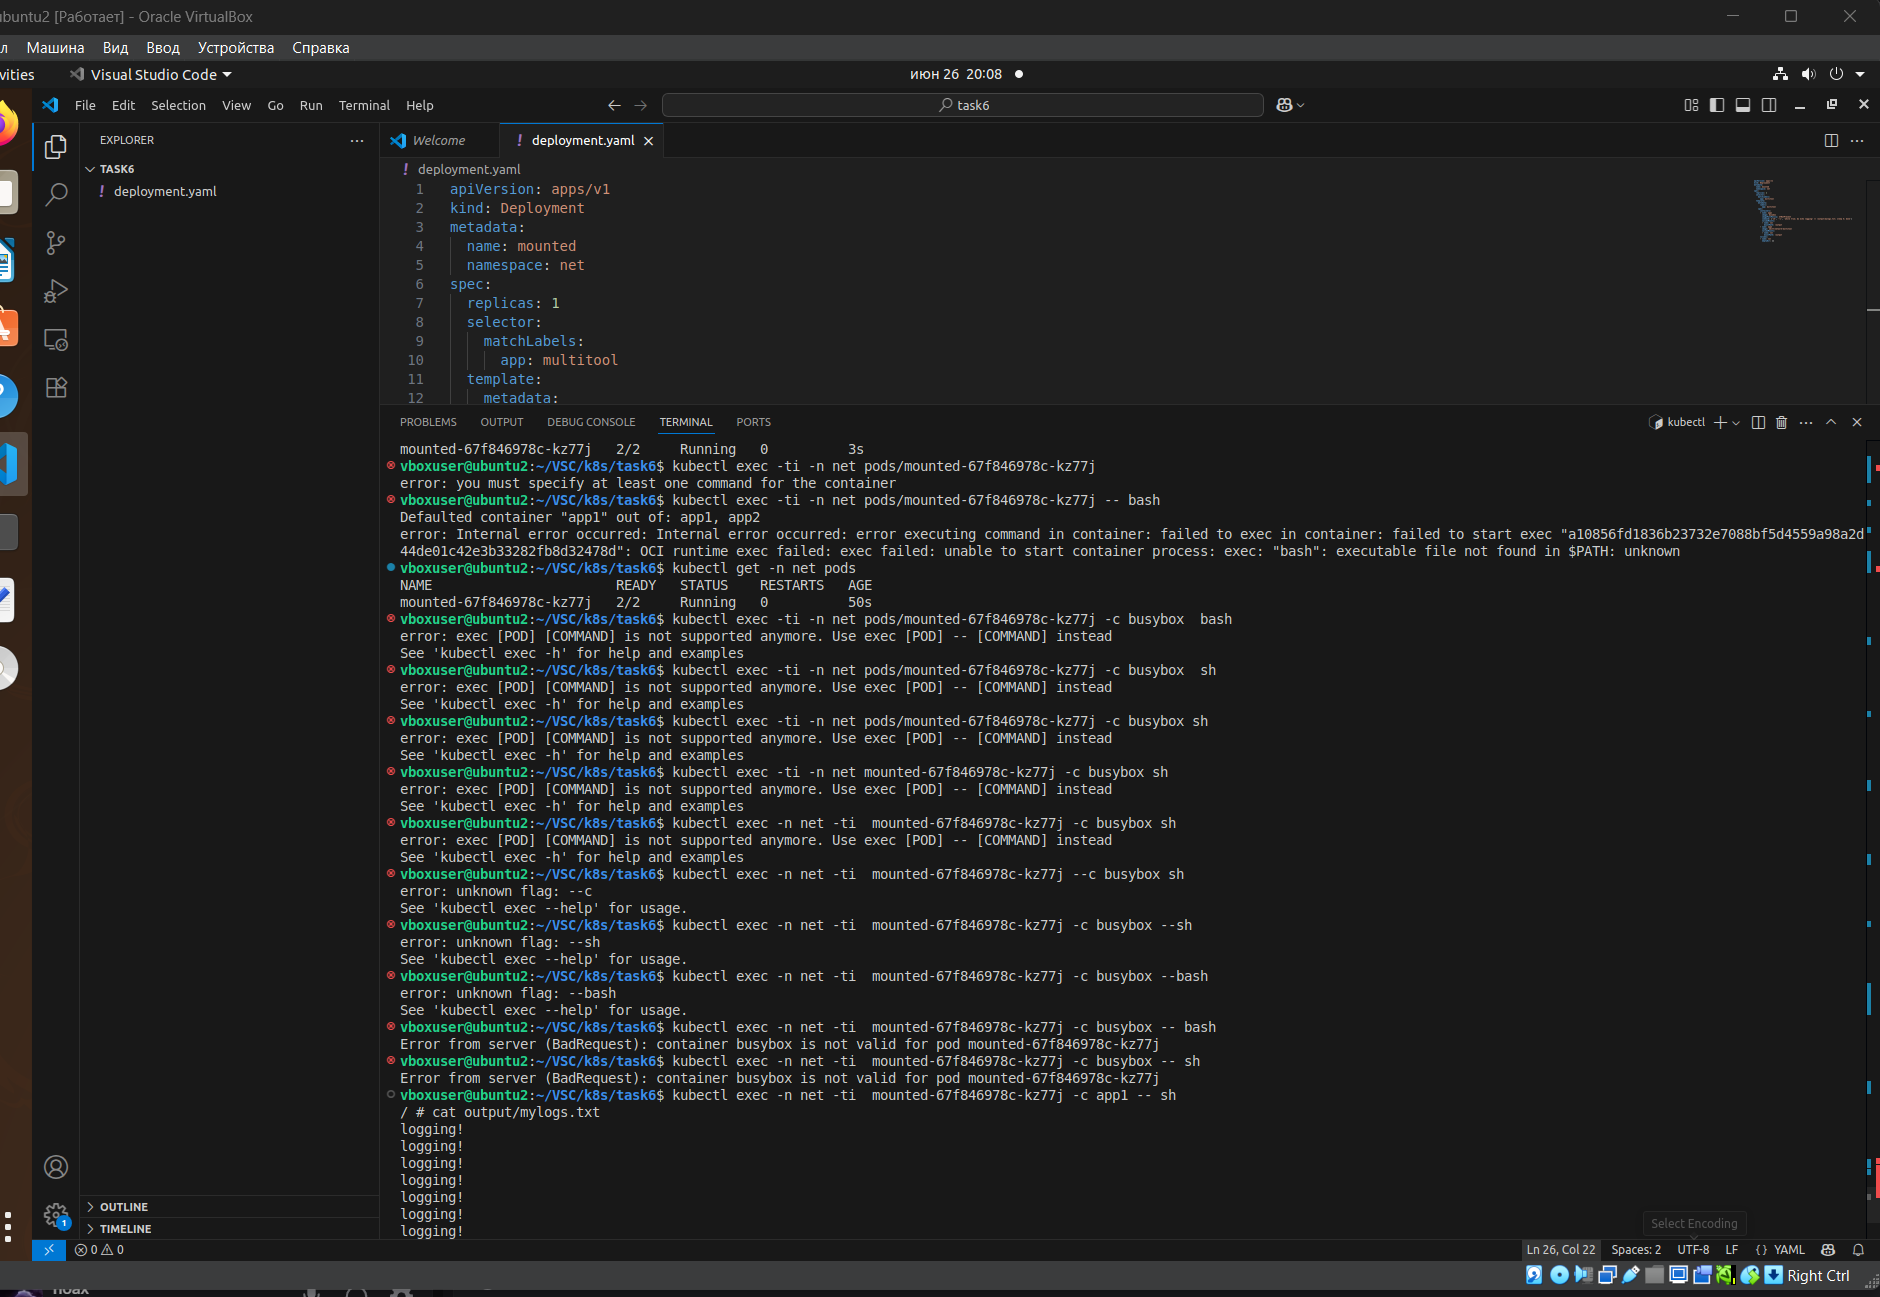 buntu2 [Работает] - Oracle VirtualBox
л Машина Вид Ввод Устройства Справка
vities Visual Studio Code июн 26 20:08
File Edit Selection View Go Run Terminal Help task6
EXPLORER
Welcome ! deployment.yaml
TASK6
! deployment.yaml
! deployment.yaml
1 apiVersion: apps/v1
2 kind: Deployment
3 metadata:
4 name: mounted
5 namespace: net
6 spec:
7 replicas: 1
8 selector:
9 matchLabels:
10 app: multitool
11 template:
12 metadata:
PROBLEMS OUTPUT DEBUG CONSOLE TERMINAL PORTS kubectl
mounted-67f846978c-kz77j 2/2 Running 0 3s
vboxuser@ubuntu2:~/VSC/k8s/task6$ kubectl exec -ti -n net pods/mounted-67f846978c-kz77j
error: you must specify at least one command for the container
vboxuser@ubuntu2:~/VSC/k8s/task6$ kubectl exec -ti -n net pods/mounted-67f846978c-kz77j -- bash
Defaulted container "app1" out of: app1, app2
error: Internal error occurred: Internal error occurred: error executing command in container: failed to exec in container: failed to start exec "a10856fd1836b23732e7088bf5d4559a98a2d
44de01c42e3b33282fb8d32478d": OCI runtime exec failed: exec failed: unable to start container process: exec: "bash": executable file not found in $PATH: unknown
vboxuser@ubuntu2:~/VSC/k8s/task6$ kubectl get -n net pods
NAME READY STATUS RESTARTS AGE
mounted-67f846978c-kz77j 2/2 Running 0 50s
vboxuser@ubuntu2:~/VSC/k8s/task6$ kubectl exec -ti -n net pods/mounted-67f846978c-kz77j -c busybox  bash
error: exec [POD] [COMMAND] is not supported anymore. Use exec [POD] -- [COMMAND] instead
See 'kubectl exec -h' for help and examples
vboxuser@ubuntu2:~/VSC/k8s/task6$ kubectl exec -ti -n net pods/mounted-67f846978c-kz77j -c busybox  sh
error: exec [POD] [COMMAND] is not supported anymore. Use exec [POD] -- [COMMAND] instead
See 'kubectl exec -h' for help and examples
vboxuser@ubuntu2:~/VSC/k8s/task6$ kubectl exec -ti -n net pods/mounted-67f846978c-kz77j -c busybox sh
error: exec [POD] [COMMAND] is not supported anymore. Use exec [POD] -- [COMMAND] instead
See 'kubectl exec -h' for help and examples
vboxuser@ubuntu2:~/VSC/k8s/task6$ kubectl exec -ti -n net mounted-67f846978c-kz77j -c busybox sh
error: exec [POD] [COMMAND] is not supported anymore. Use exec [POD] -- [COMMAND] instead
See 'kubectl exec -h' for help and examples
vboxuser@ubuntu2:~/VSC/k8s/task6$ kubectl exec -n net -ti  mounted-67f846978c-kz77j -c busybox sh
error: exec [POD] [COMMAND] is not supported anymore. Use exec [POD] -- [COMMAND] instead
See 'kubectl exec -h' for help and examples
vboxuser@ubuntu2:~/VSC/k8s/task6$ kubectl exec -n net -ti  mounted-67f846978c-kz77j --c busybox sh
error: unknown flag: --c
See 'kubectl exec --help' for usage.
vboxuser@ubuntu2:~/VSC/k8s/task6$ kubectl exec -n net -ti  mounted-67f846978c-kz77j -c busybox --sh
error: unknown flag: --sh
See 'kubectl exec --help' for usage.
vboxuser@ubuntu2:~/VSC/k8s/task6$ kubectl exec -n net -ti  mounted-67f846978c-kz77j -c busybox --bash
error: unknown flag: --bash
See 'kubectl exec --help' for usage.
vboxuser@ubuntu2:~/VSC/k8s/task6$ kubectl exec -n net -ti  mounted-67f846978c-kz77j -c busybox -- bash
Error from server (BadRequest): container busybox is not valid for pod mounted-67f846978c-kz77j
vboxuser@ubuntu2:~/VSC/k8s/task6$ kubectl exec -n net -ti  mounted-67f846978c-kz77j -c busybox -- sh
Error from server (BadRequest): container busybox is not valid for pod mounted-67f846978c-kz77j
vboxuser@ubuntu2:~/VSC/k8s/task6$ kubectl exec -n net -ti  mounted-67f846978c-kz77j -c app1 -- sh
/ # cat output/mylogs.txt
logging!
logging!
logging!
logging!
logging!
logging!
logging!
OUTLINE
TIMELINE
Select Encoding
1
0 0 Ln 26, Col 22 Spaces: 2 UTF-8 LF {} YAML
Right Ctrl